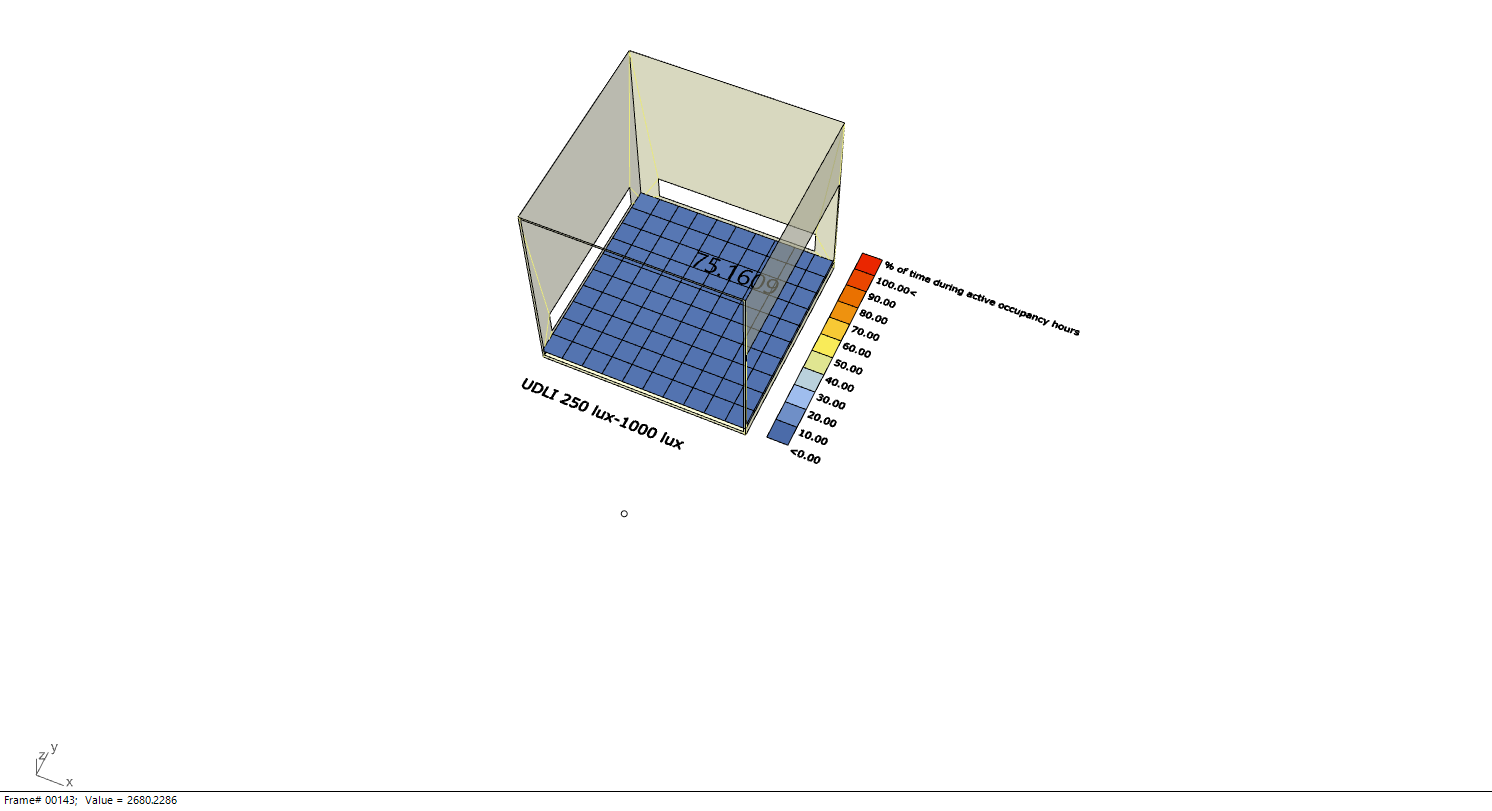 75.1609
% of time during active occupancy hours
100.00<
90.00
80.00
70.00
60.00
50.00
40.00
30.00
20.00
10.00
<0.00
UDLI 250 lux-1000 lux
y
z
x
Frame# 00143; Value = 2680.2286